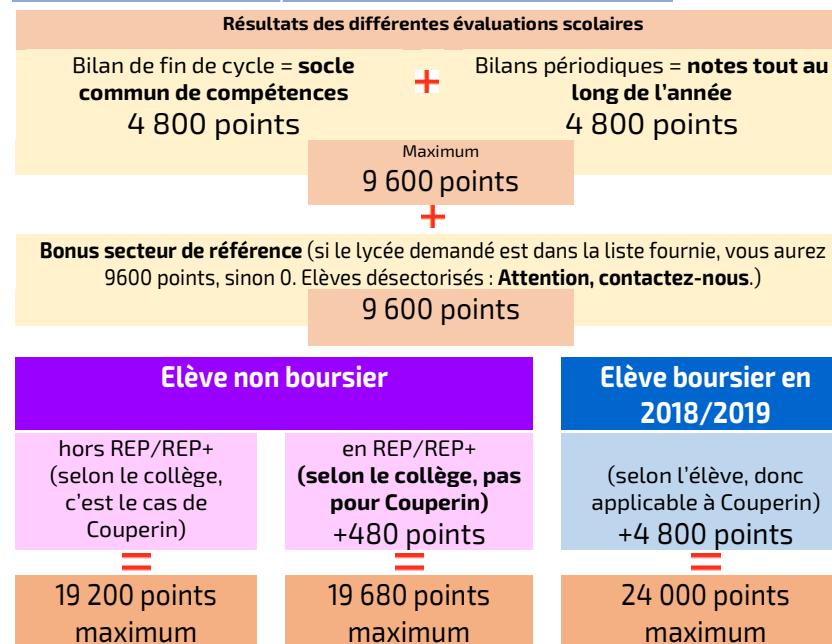 Résultats des différentes évaluations scolaires
Bilan de fin de cycle = socle
commun de compétences
4 800 points
+
Bilans périodiques = notes tout au
long de l'année
4 800 points
Maximum
9 600 points
+
Bonus secteur de référence (si le lycée demandé est dans la liste fournie, vous aurez
9600 points, sinon 0. Elèves désectorisés : Attention, contactez-nous.)
9 600 points
Elève non boursier
hors REP/REP+
(selon le collège,
c'est le cas de
Couperin)
=
19 200 points
maximum
en REP/REP+
(selon le collège, pas
pour Couperin)
+480 points
=
19 680 points
maximum
Elève boursier en
2018/2019
(selon l'élève, donc
applicable à Couperin)
+4 800 points
=
24 000 points
maximum